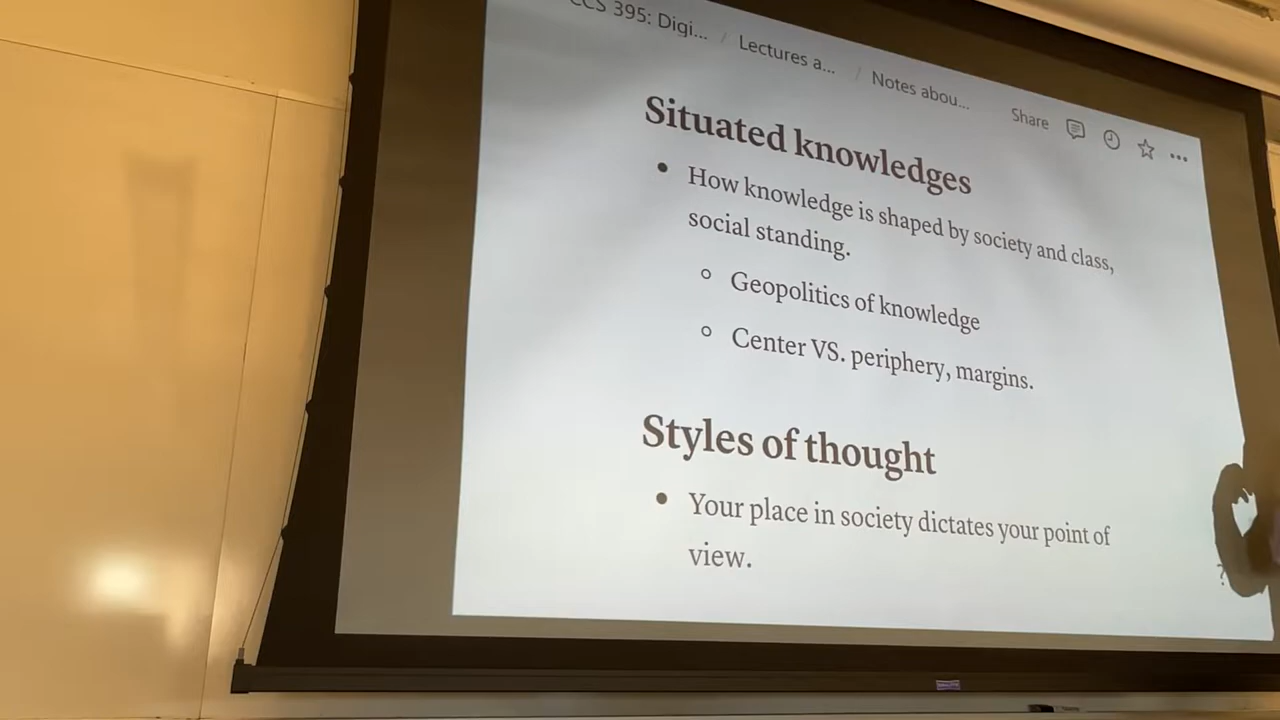 CCS 395: Digi... / Lectures a... / Notes abou...
Share
Situated knowledges
How knowledge is shaped by society and class,
social standing.
Geopolitics of knowledge
Center VS. periphery, margins.
Styles of thought
Your place in society dictates your point of
view.